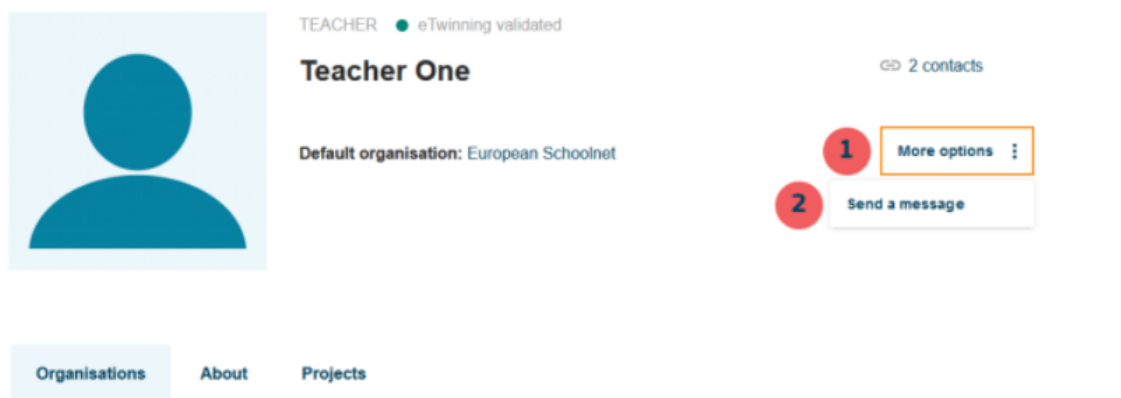 TEACHER eTwinning validated
Teacher One
2 contacts
Default organisation: European Schoolnet
1 More options
2 Send a message
Organisations About Projects